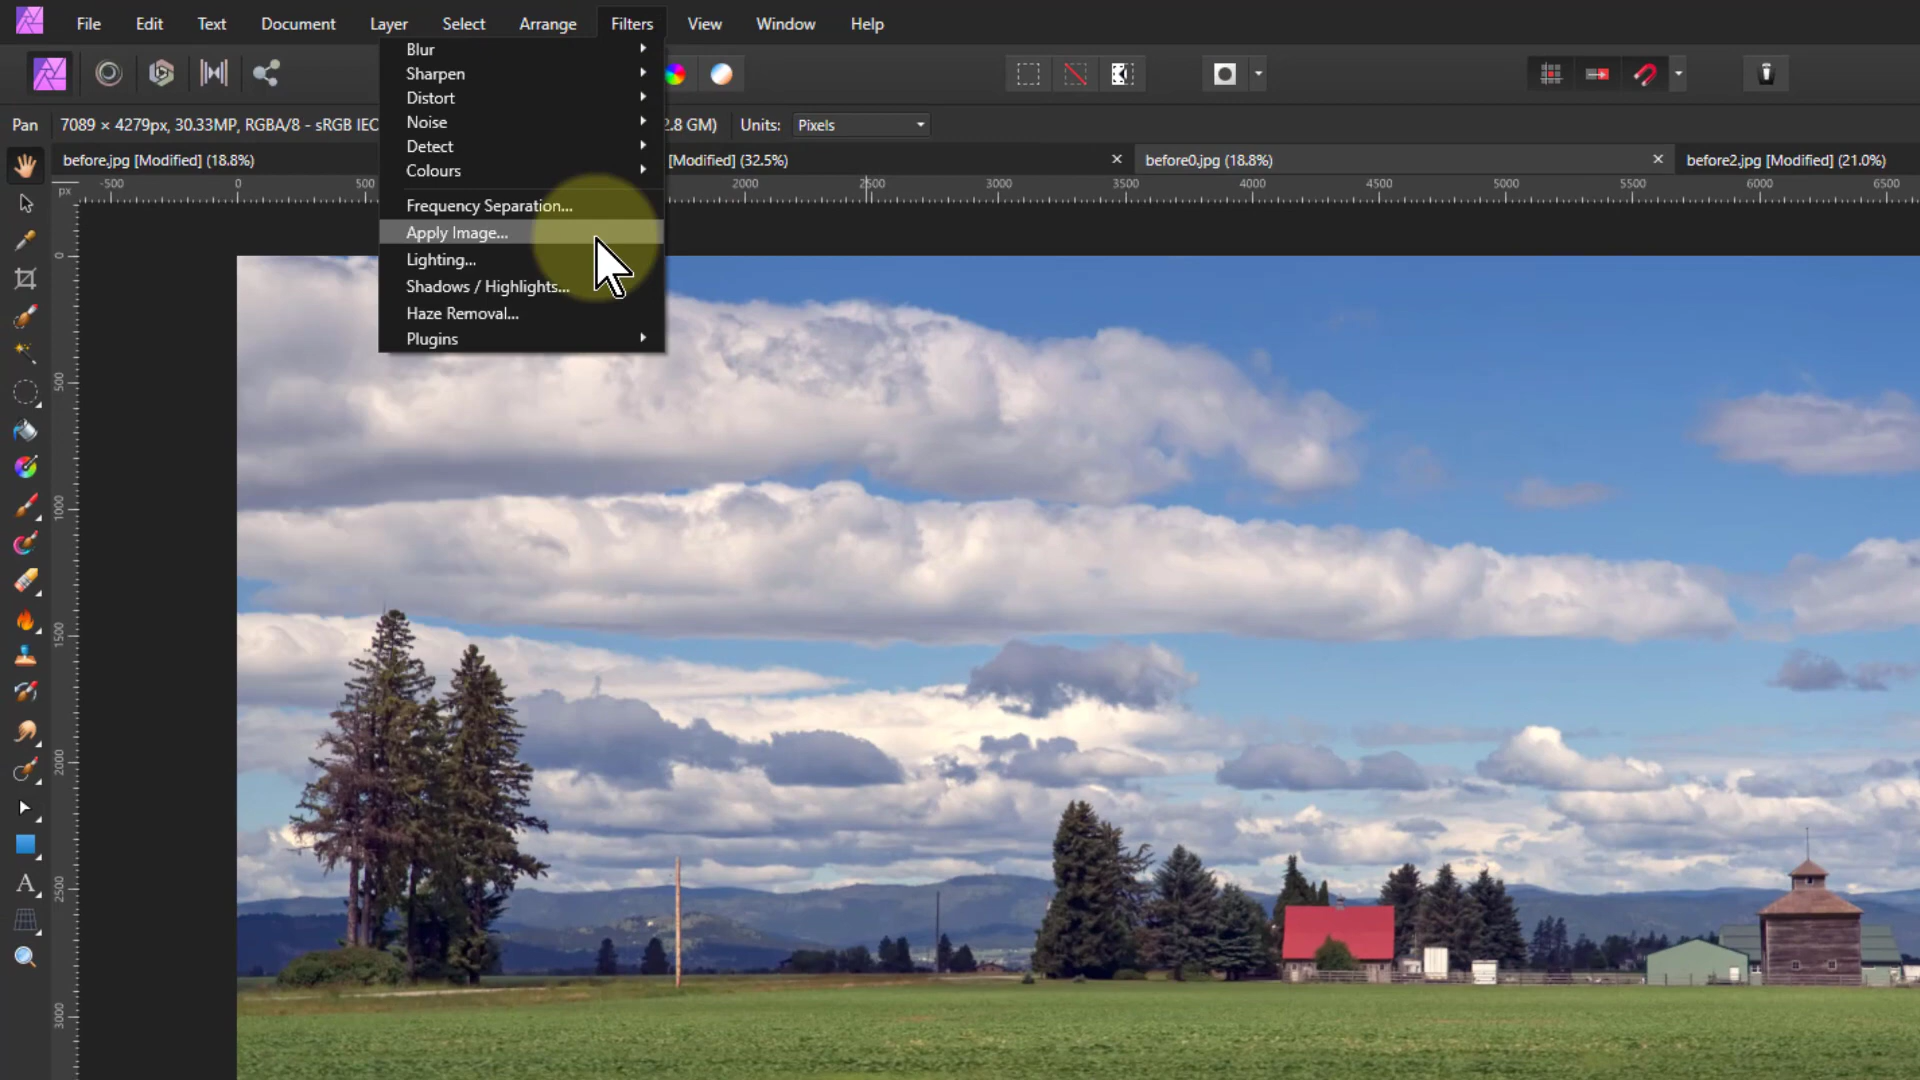 File Edit Text Document Layer Select Arrange Filters View Window Help
Blur
Sharpen
Distort
Noise
Detect
Colours
Frequency Separation...
Apply Image...
Lighting...
Shadows / Highlights...
Haze Removal...
Plugins
Pan 7089 × 4279px, 30.33MP, RGBA/8 - sRGB IEC 2.8 GM) Units: Pixels
before.jpg [Modified] (18.8%) [Modified] (32.5%) before0.jpg (18.8%) before2.jpg [Modified] (21.0%)
px -500 0 500 2000 2500 3000 3500 4000 4500 5000 5500 6000 6500
0
500
1000
1500
2000
2500
3000
A